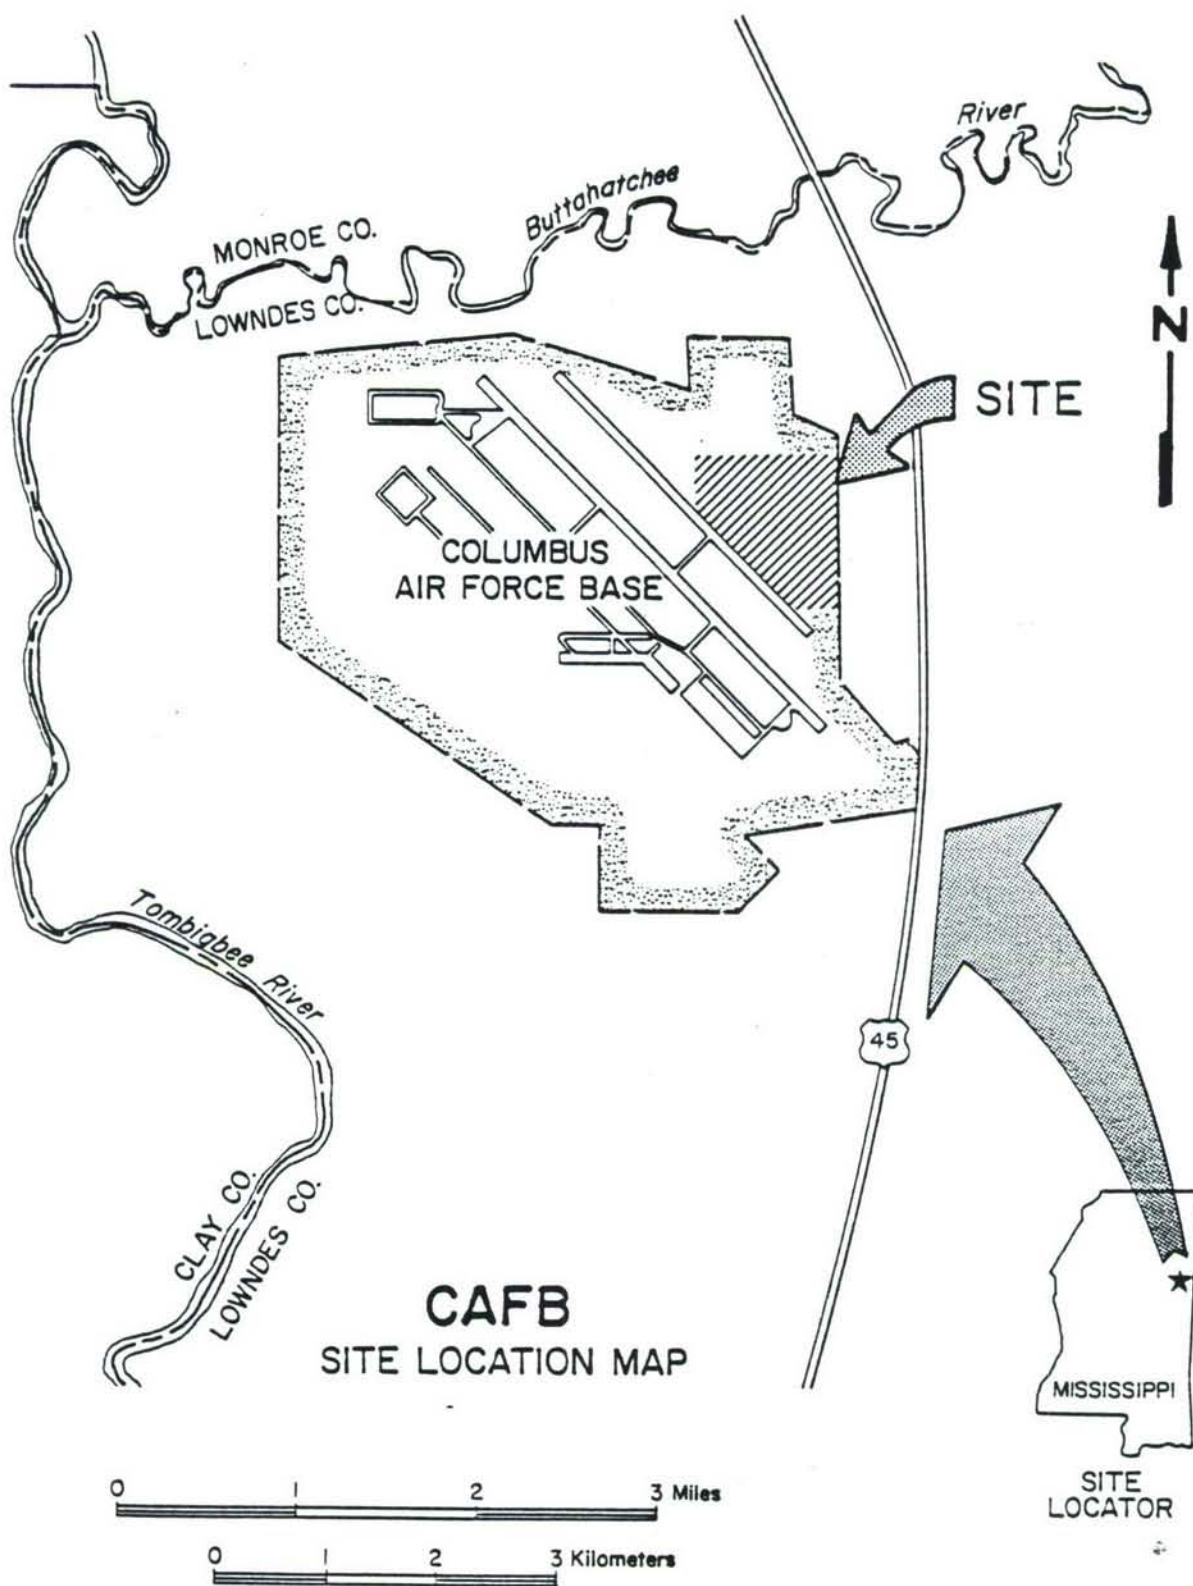 River
Buttahatchee
MONROE CO.
LOWNDES CO.
N
SITE
COLUMBUS
AIR FORCE BASE
Tombigbee River
45
CLAY CO.
LOWNDES CO.
CAFB
SITE LOCATION MAP
MISSISSIPPI
SITE
LOCATOR
0 1 2 3 Miles
0 1 2 3 Kilometers